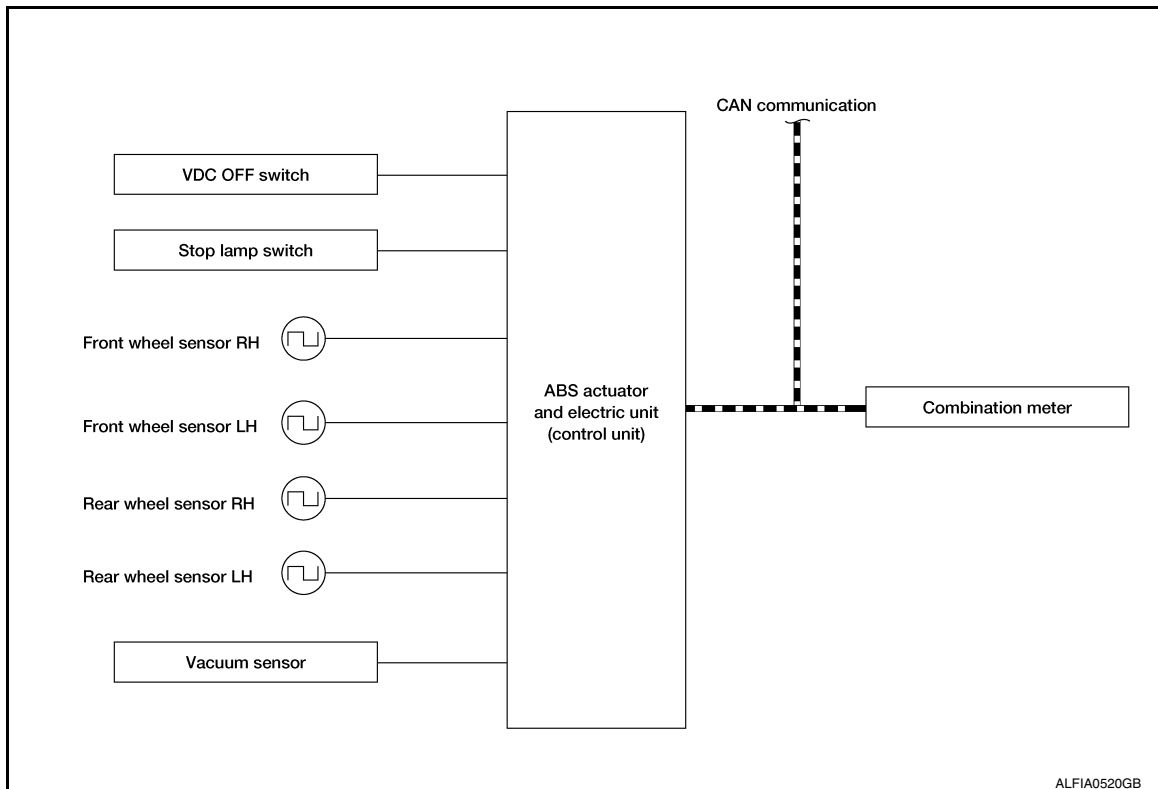 CAN communication
VDC OFF switch
Stop lamp switch
Front wheel sensor RH
Front wheel sensor LH
Rear wheel sensor RH
Rear wheel sensor LH
Vacuum sensor
ABS actuator
and electric unit
(control unit)
Combination meter
ALFIA0520GB